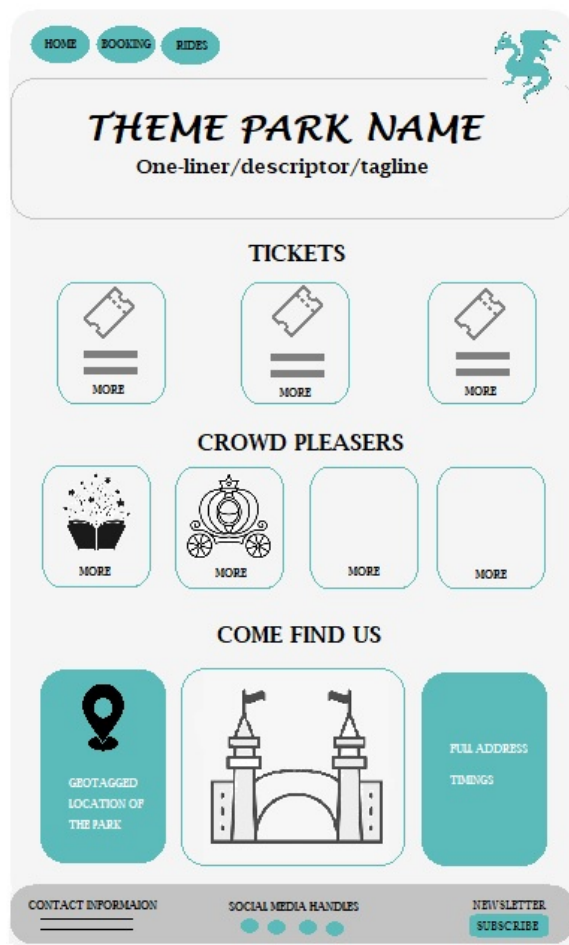 HOME
BOOKING
RIDES
THEME PARK NAME
One-liner/descriptor/tagline
TICKETS
MORE
MORE
MORE
CROWD PLEASERS
MORE
MORE
MORE
MORE
COME FIND US
GEOTAGGED
LOCATION OF
THE PARK
FULL ADDRESS
TIMINGS
CONTACT INFORMAION
SOCIAL MEDIA HANDLES
NEWSLETTER
SUBSCRIBE